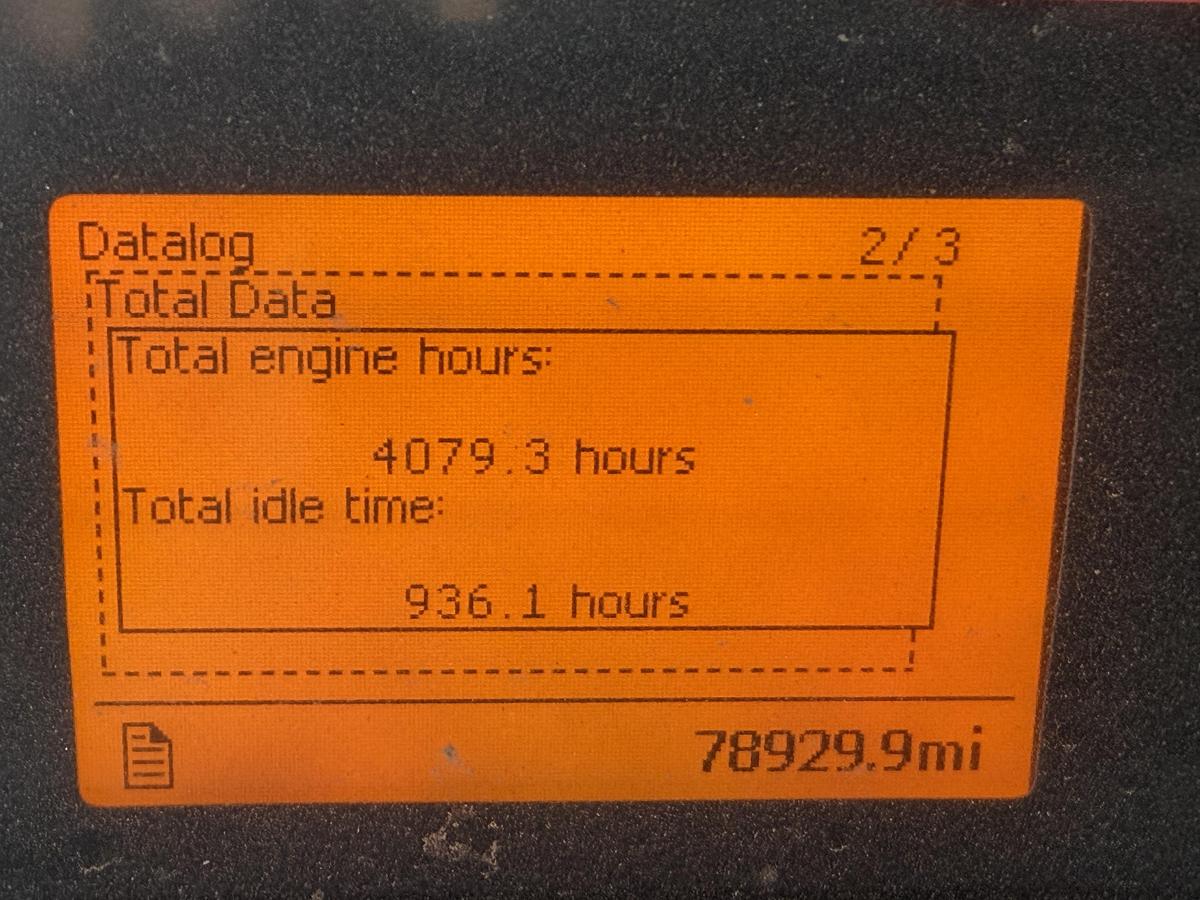 Datalog 2/3
Total Data
Total engine hours:
4079.3 hours
Total idle time:
936.1 hours
78929.9mi